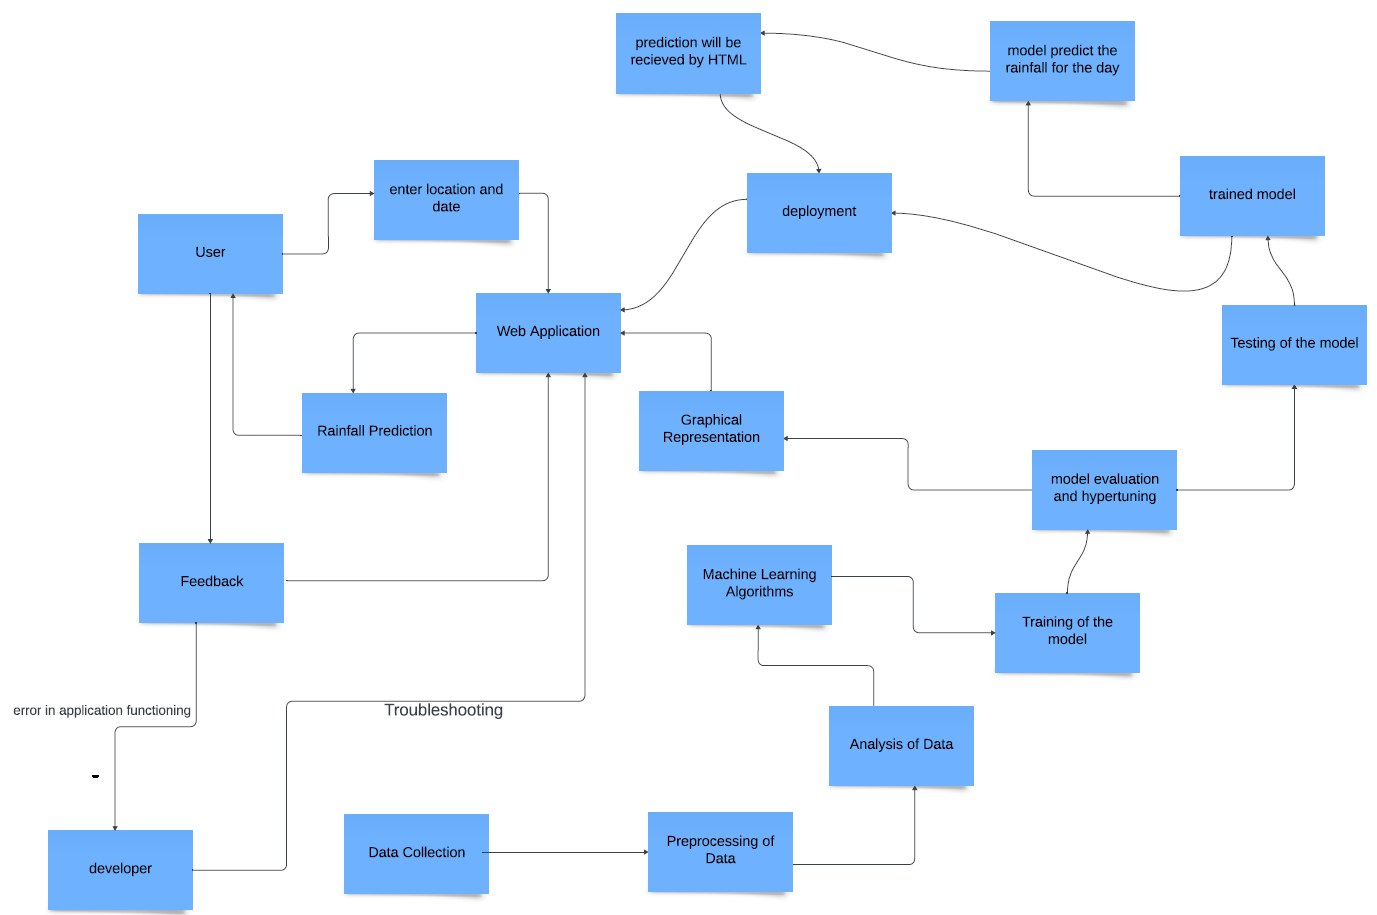 prediction will be
recieved by HTML
model predict the
rainfall for the day
enter location and
date
deployment
trained model
User
Web Application
Testing of the model
Rainfall Prediction
Graphical
Representation
model evaluation
and hypertuning
Feedback
Machine Learning
Algorithms
Training of the
model
error in application functioning
Troubleshooting
Analysis of Data
developer
Data Collection
Preprocessing of
Data